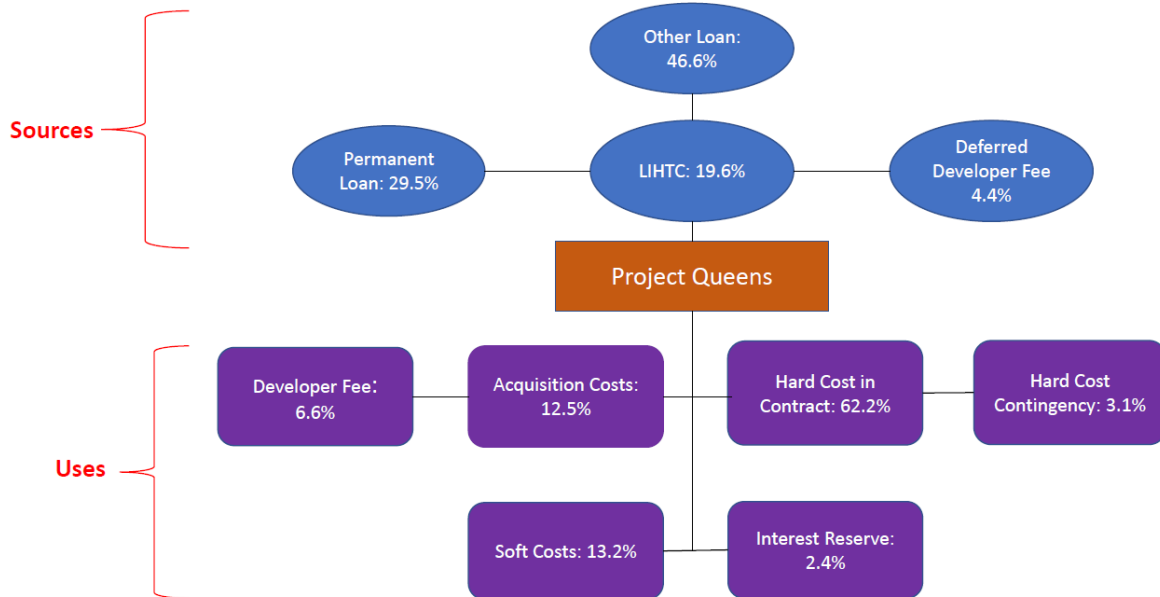 Other Loan:
46.6%
Sources
Permanent
Loan: 29.5%
LIHTC: 19.6%
Deferred
Developer Fee
4.4%
Project Queens
Developer Fee:
6.6%
Acquisition Costs:
12.5%
Hard Cost in
Contract: 62.2%
Hard Cost
Contingency: 3.1%
Uses
Soft Costs: 13.2%
Interest Reserve:
2.4%